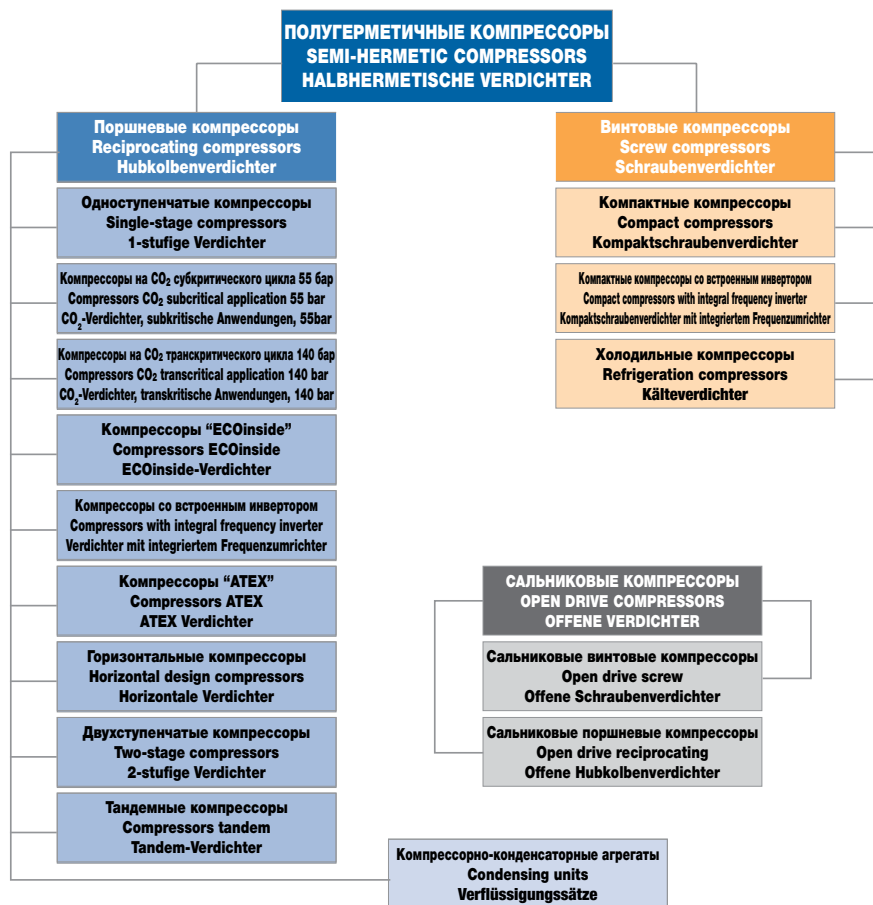 ПОЛУГЕРМЕТИЧНЫЕ КОМПРЕССОРЫ
SEMI-HERMETIC COMPRESSORS
HALBHERMETISCHE VERDICHTER
Поршневые компрессоры
Reciprocating compressors
Hubkolbenverdichter
Одноступенчатые компрессоры
Single-stage compressors
1-stufige Verdichter
Компрессоры на CO₂ субкритического цикла 55 бар
Compressors CO₂ subcritical application 55 bar
CO₂-Verdichter, subkritische Anwendungen, 55bar
Компрессоры на CO₂ транскритического цикла 140 бар
Compressors CO₂ transcritical application 140 bar
CO₂-Verdichter, transkritische Anwendungen, 140 bar
Компрессоры “ECOinside”
Compressors ECOinside
ECOinside-Verdichter
Компрессоры со встроенным инвертором
Compressors with integral frequency inverter
Verdichter mit integriertem Frequenzumrichter
Компрессоры “ATEX”
Compressors ATEX
ATEX Verdichter
Горизонтальные компрессоры
Horizontal design compressors
Horizontale Verdichter
Двухступенчатые компрессоры
Two-stage compressors
2-stufige Verdichter
Тандемные компрессоры
Compressors tandem
Tandem-Verdichter
Винтовые компрессоры
Screw compressors
Schraubenverdichter
Компактные компрессоры
Compact compressors
Kompaktschraubenverdichter
Компактные компрессоры со встроенным инвертором
Compact compressors with integral frequency inverter
Kompaktschraubenverdichter mit integriertem Frequenzumrichter
Холодильные компрессоры
Refrigeration compressors
Kälteverdichter
САЛЬНИКОВЫЕ КОМПРЕССОРЫ
OPEN DRIVE COMPRESSORS
OFFENE VERDICHTER
Сальниковые винтовые компрессоры
Open drive screw
Offene Schraubenverdichter
Сальниковые поршневые компрессоры
Open drive reciprocating
Offene Hubkolbenverdichter
Компрессорно-конденсаторные агрегаты
Condensing units
Verflüssigungssätze